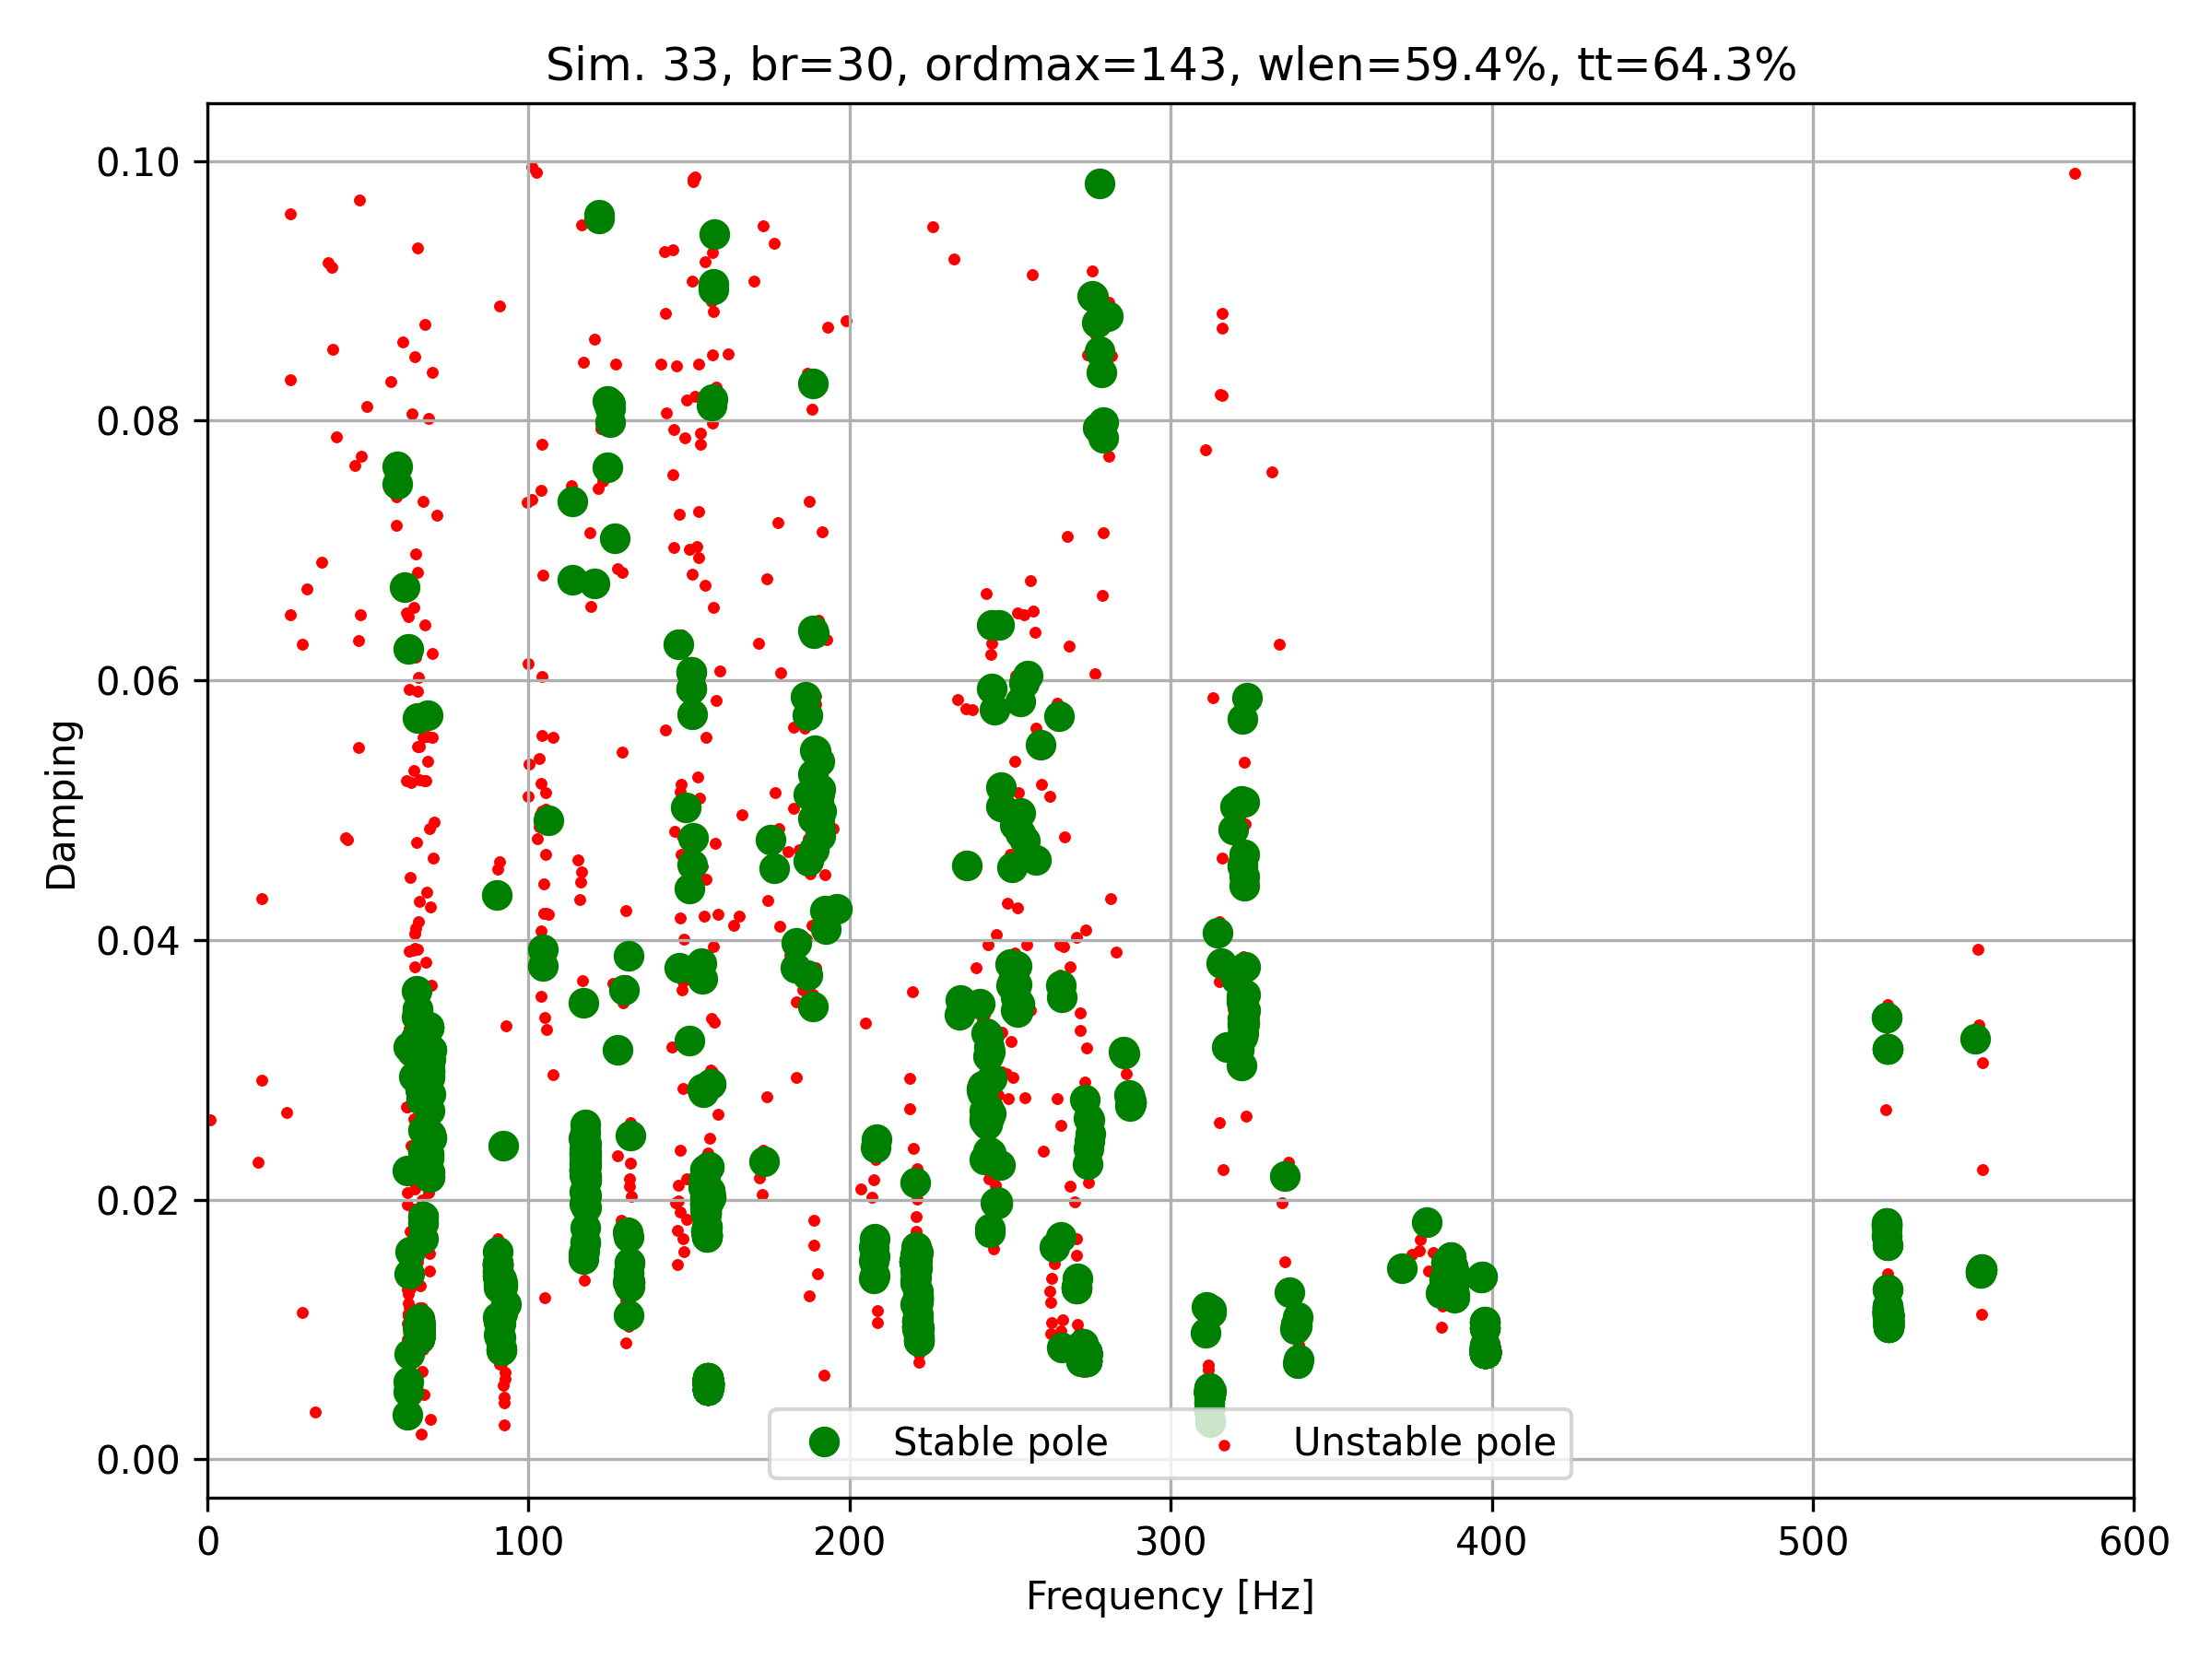 Sim. 33, br=30, ordmax=143, wlen=59.4%, tt=64.3%
0.10
0.08
0.06
0.04
0.02
0.00
Damping
Stable pole
Unstable pole
0
100
200
300
400
500
600
Frequency [Hz]